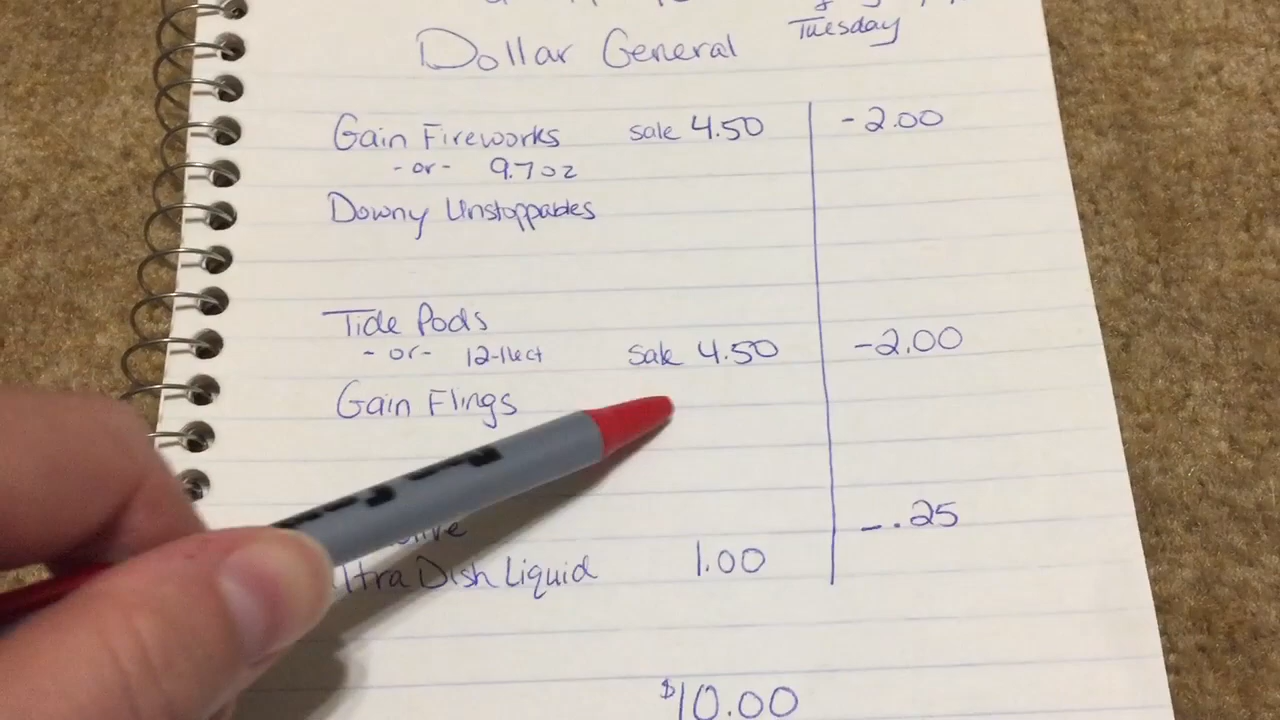 Tuesday
Dollar General
Gain Fireworks sale 4.50 -2.00
-or- 9.7oz
Downy Unstoppables
Tide Pods
-or- 12-16ct sale 4.50 -2.00
Gain Flings
-.25
Dish Liquid 1.00
$10.00